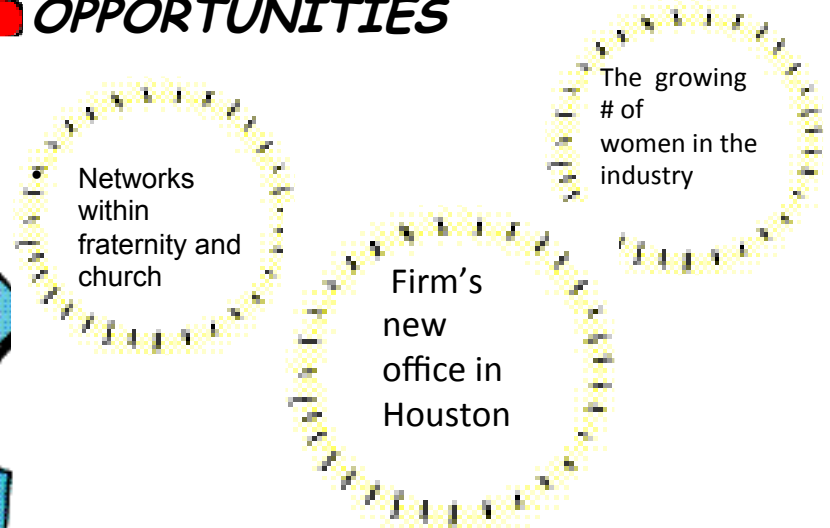 OPPORTUNITIES
• Networks
within
fraternity and
church
Firm’s
new
office in
Houston
The growing
# of
women in the
industry